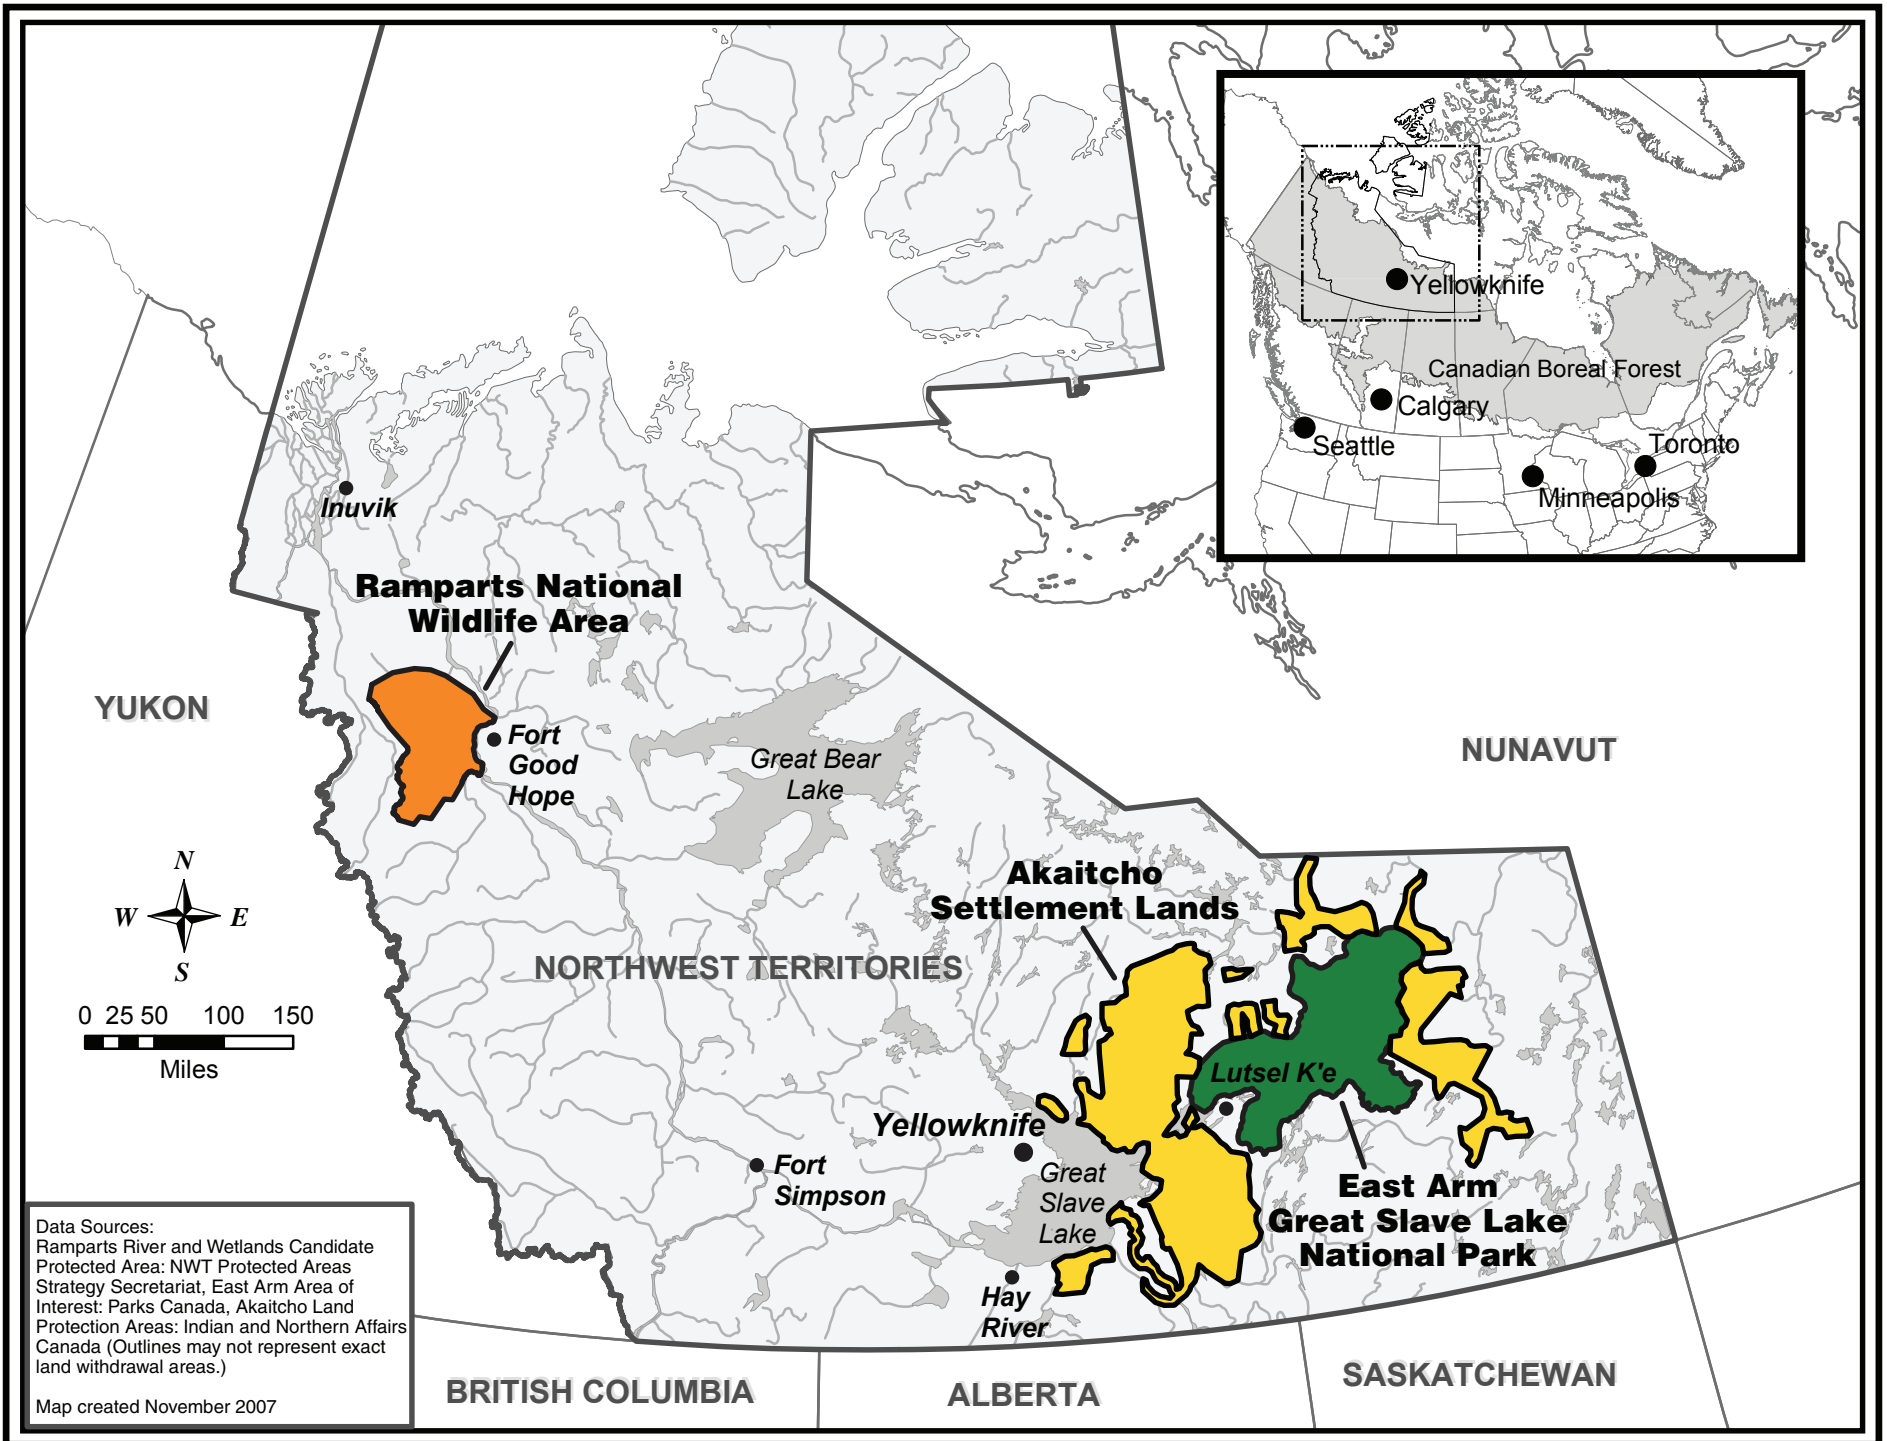 Yellowknife
Canadian Boreal Forest
Calgary
Seattle
Toronto
Minneapolis
Inuvik
Ramparts National
Wildlife Area
YUKON
Fort
Good
Hope
Great Bear
Lake
NUNAVUT
Akaitcho
Settlement Lands
N
W E
S
NORTHWEST TERRITORIES
0 25 50 100 150
Miles
Lutsel K'e
Yellowknife
Fort
Simpson
Great
Slave
Lake
East Arm
Great Slave Lake
National Park
Hay
River
Data Sources:
Ramparts River and Wetlands Candidate
Protected Area: NWT Protected Areas
Strategy Secretariat, East Arm Area of
Interest: Parks Canada, Akaitcho Land
Protection Areas: Indian and Northern Affairs
Canada (Outlines may not represent exact
land withdrawal areas.)
Map created November 2007
BRITISH COLUMBIA
ALBERTA
SASKATCHEWAN